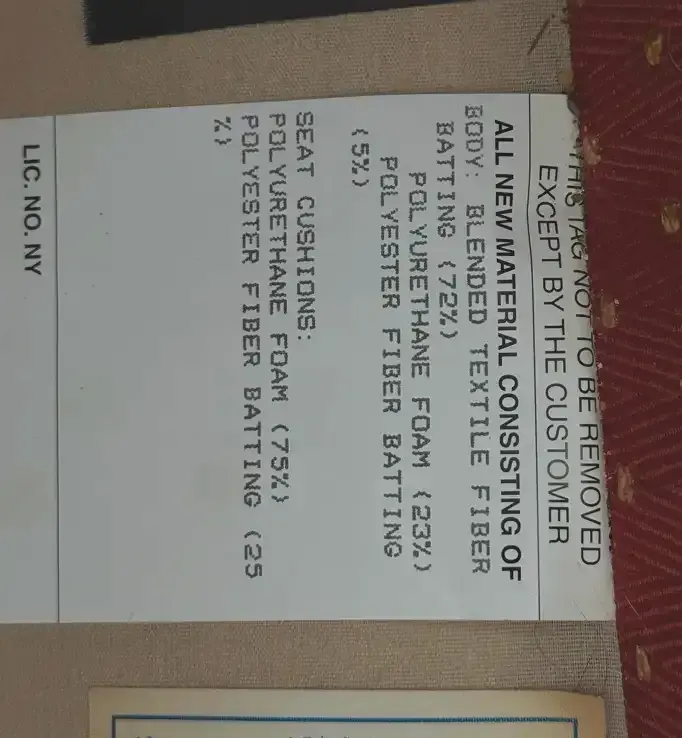 THIS TAG NOT TO BE REMOVED
EXCEPT BY THE CUSTOMER
ALL NEW MATERIAL CONSISTING OF
BODY: BLENDED TEXTILE FIBER
BATTING (72%)
POLYURETHANE FOAM (23%)
POLYESTER FIBER BATTING
(5%)
SEAT CUSHIONS:
POLYURETHANE FOAM (75%)
POLYESTER FIBER BATTING (25
%)
LIC. NO. NY